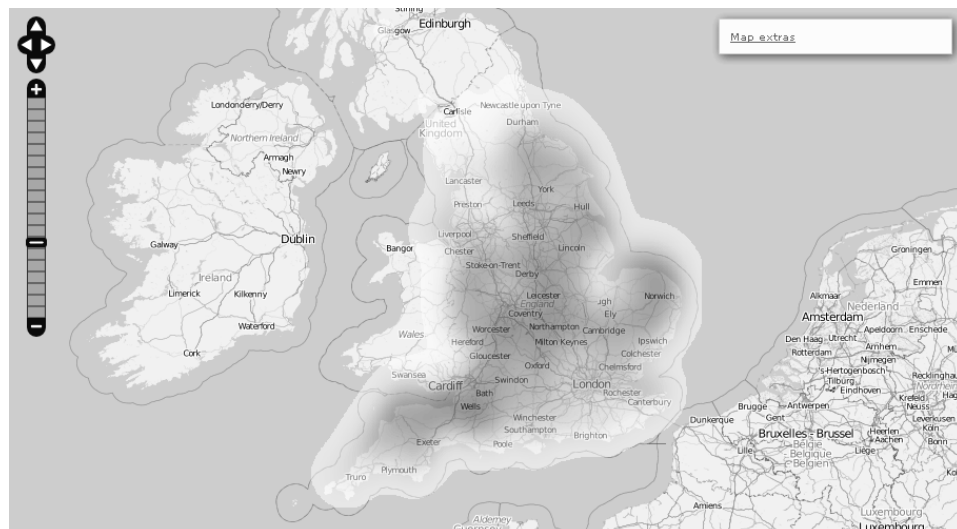 Stirling
Edinburgh
Glasgow
Map extras
Londonderry/Derry
Northern Ireland
Armagh
Newry
Carlisle
Newcastle upon Tyne
United
Kingdom
Durham
Lancaster
York
Preston
Leeds
Hull
Galway
Dublin
Bangor
Liverpool
Sheffield
Chester
Lincoln
Groningen
Stoke-on-Trent
Derby
Ireland
Limerick
Kilkenny
Leicester
England
Norwich
Emmen
Alkmaar
Nederland
Coventry
Ely
Amsterdam
Waterford
Wales
Worcester
Northampton
Cambridge
Apeldoorn
Enschede
Cork
Hereford
Milton Keynes
Ipswich
Den Haag
Utrecht
Arnhem
Gloucester
Colchester
Rotterdam
Nijmegen
Swansea
Oxford
Chelmsford
's-Hertogenbosch
Cardiff
Swindon
London
Tilburg
Eindhoven
Bath
Rochester
Krefeld
Wells
Canterbury
Brugge
Antwerpen
Neuss
Winchester
Dunkerque
Gent
Leverkusen
Southampton
Brighton
Bruxelles - Brussel
Heerlen
Köln
Exeter
Poole
België
Aachen
Bonn
Lille
Belgique
Liège
Plymouth
Belgien
Truro
Amiens
Alderney
Guernsey
Luxembourg
Luxembourg